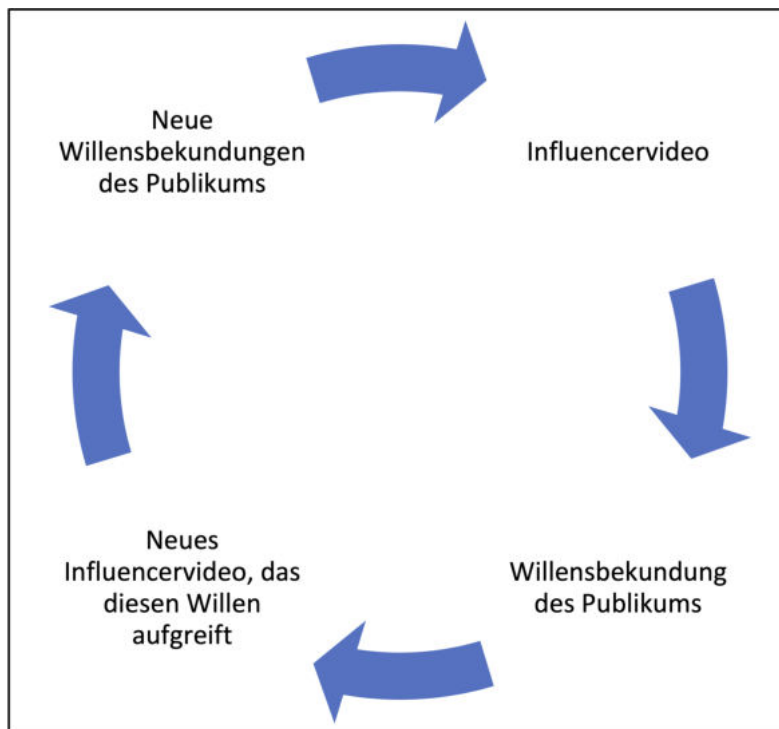 Neue
Willensbekundungen
des Publikums
Influencervideo
Neues
Influencervideo, das
diesen Willen
aufgreift
Willensbekundung
des Publikums